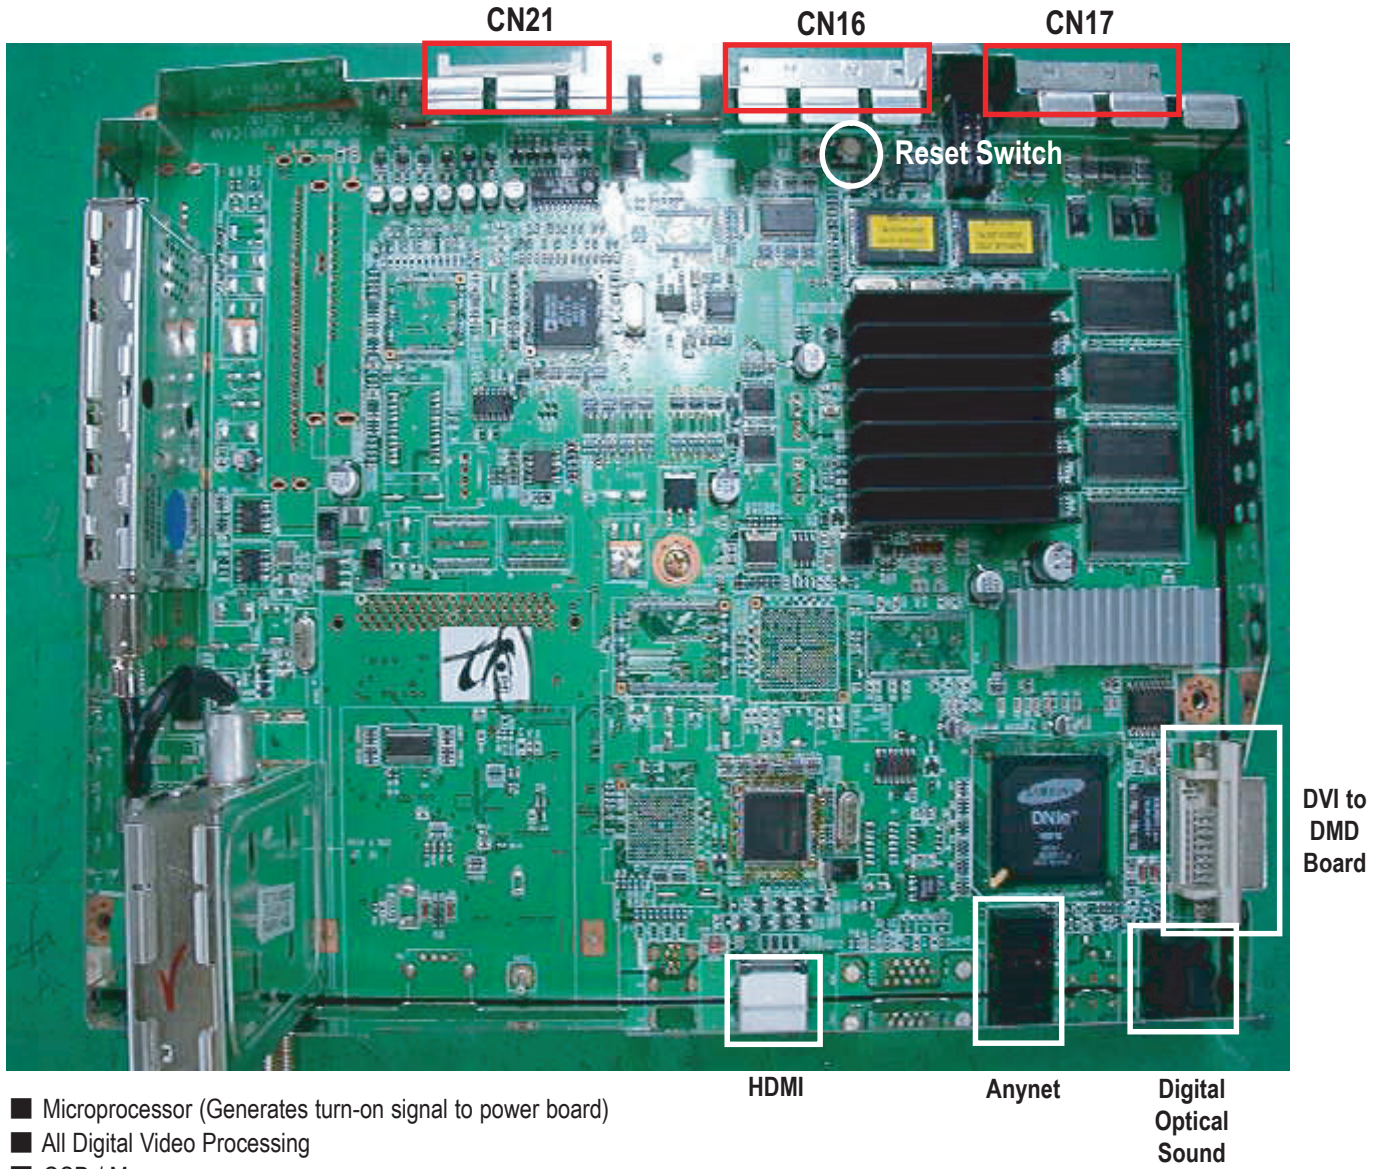 CN21
CN16
CN17
Reset Switch
DNIe
DVI to
DMD
Board
HDMI
Anynet
Digital
Optical
Sound
■ Microprocessor (Generates turn-on signal to power board)
■ All Digital Video Processing